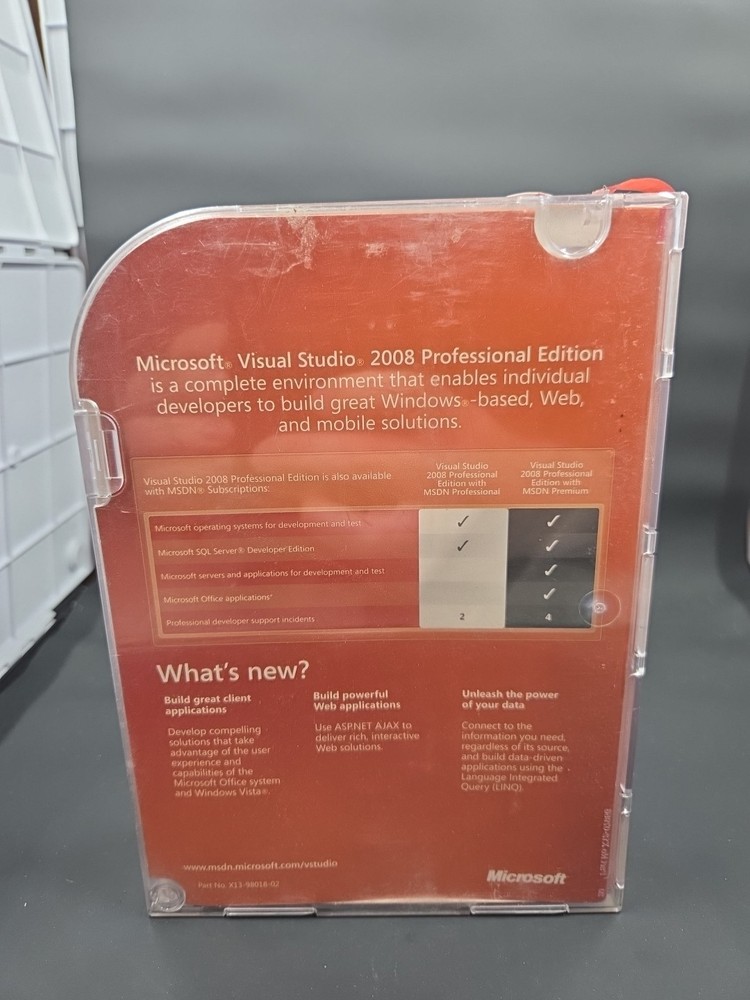 Microsoft® Visual Studio® 2008 Professional Edition
is a complete environment that enables individual
developers to build great Windows®-based, Web,
and mobile solutions.
Visual Studio 2008 Professional Edition is also available
with MSDN® Subscriptions:
Visual Studio
2008 Professional
Edition with
MSDN Professional
Visual Studio
2008 Professional
Edition with
MSDN Premium
Microsoft operating systems for development and test ✓ ✓
Microsoft SQL Server® Developer Edition ✓ ✓
Microsoft servers and applications for development and test ✓
Microsoft Office applications* ✓
Professional developer support incidents 2 4
What's new?
Build great client
applications
Develop compelling
solutions that take
advantage of the user
experience and
capabilities of the
Microsoft Office system
and Windows Vista®.
Build powerful
Web applications
Use ASP.NET AJAX to
deliver rich, interactive
Web solutions.
Unleash the power
of your data
Connect to the
information you need,
regardless of its source,
and build data-driven
applications using the
Language Integrated
Query (LINQ).
www.msdn.microsoft.com/vstudio
Part No. X13-98018-02
Microsoft